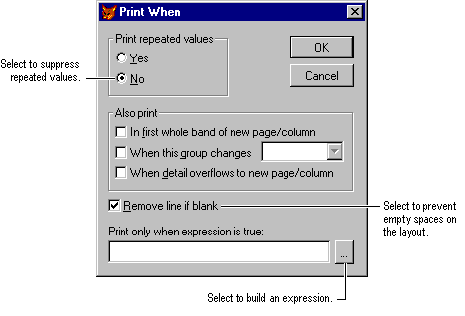 Print When
Print repeated values
Yes
No
OK
Cancel
Select to suppress
repeated values.
Also print
In first whole band of new page/column
When this group changes
When detail overflows to new page/column
Remove line if blank
Select to prevent
empty spaces on
the layout.
Print only when expression is true:
...
Select to build an expression.